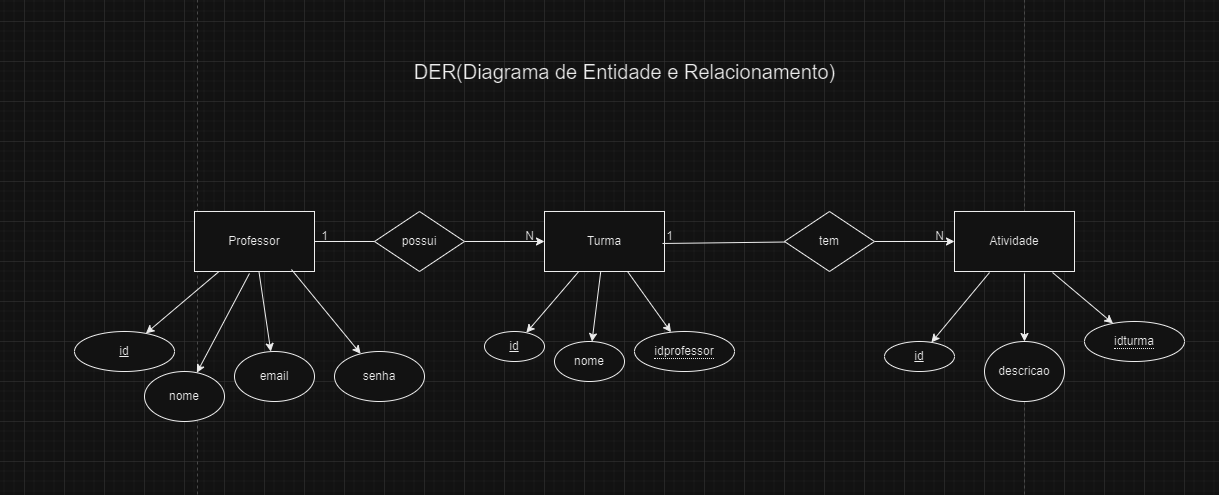 DER(Diagrama de Entidade e Relacionamento)
Professor
1
possui
N
Turma
1
tem
N
Atividade
id
nome
email
senha
id
nome
idprofessor
id
descricao
idturma